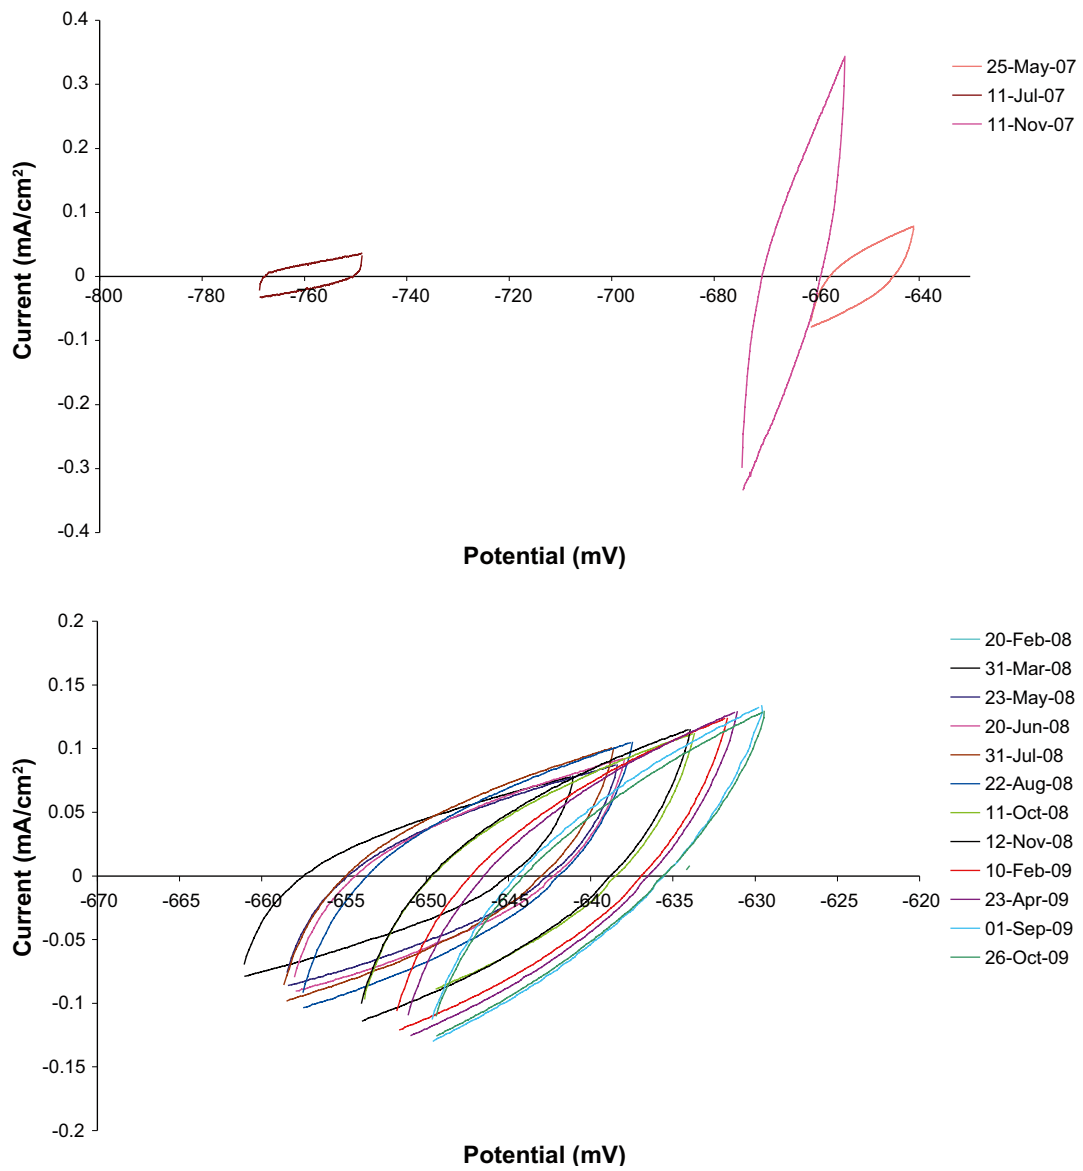 0.4
0.3
0.2
0.1
0
-0.1
-0.2
-0.3
-0.4
-800
-780
-760
-740
-720
-700
-680
-660
-640
Current (mA/cm²)
Potential (mV)
25-May-07
11-Jul-07
11-Nov-07
0.2
0.15
0.1
0.05
0
-0.05
-0.1
-0.15
-0.2
-670
-665
-660
-655
-650
-645
-640
-635
-630
-625
-620
Current (mA/cm²)
Potential (mV)
20-Feb-08
31-Mar-08
23-May-08
20-Jun-08
31-Jul-08
22-Aug-08
11-Oct-08
12-Nov-08
10-Feb-09
23-Apr-09
01-Sep-09
26-Oct-09